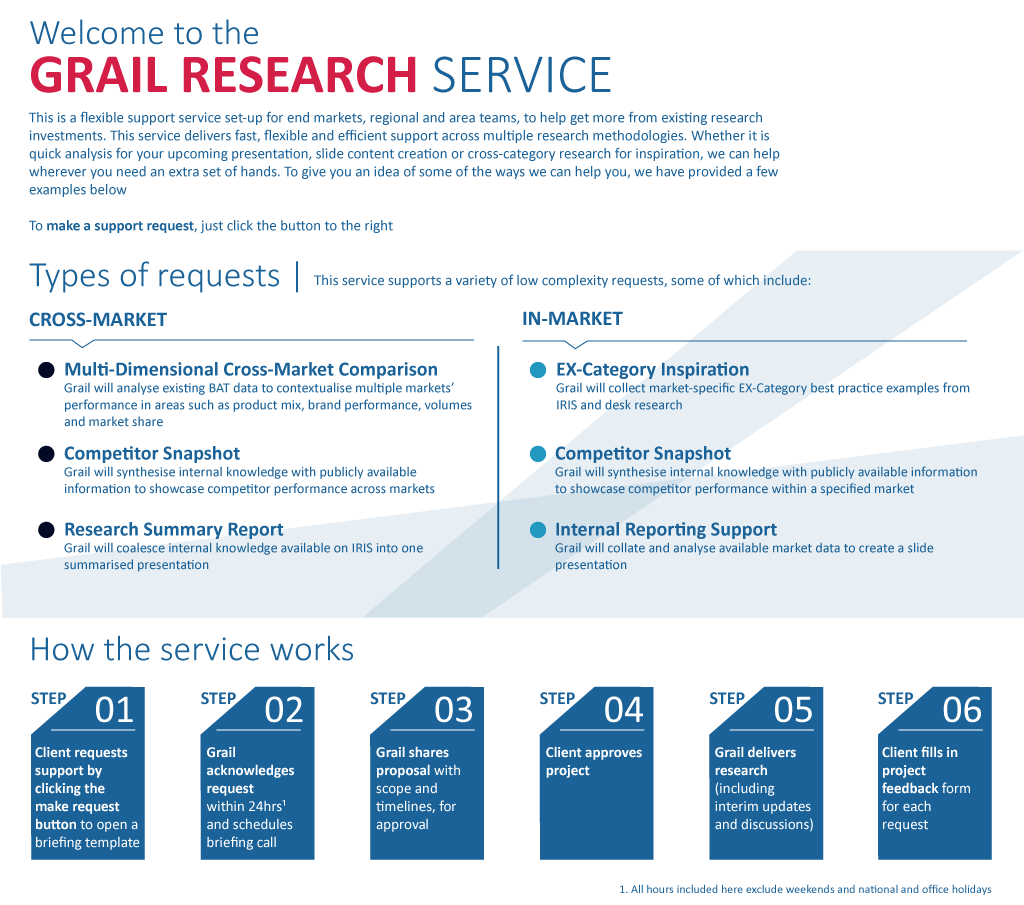 Welcome to the
GRAIL RESEARCH SERVICE
This is a flexible support service set-up for end markets, regional and area teams, to help get more from existing research
investments. This service delivers fast, flexible and efficient support across multiple research methodologies. Whether it is
quick analysis for your upcoming presentation, slide content creation or cross-category research for inspiration, we can help
wherever you need an extra set of hands. To give you an idea of some of the ways we can help you, we have provided a few
examples below
To make a support request, just click the button to the right
Types of requests
This service supports a variety of low complexity requests, some of which include:
CROSS-MARKET
Multi-Dimensional Cross-Market Comparison
Grail will analyse existing BAT data to contextualise multiple markets’
performance in areas such as product mix, brand performance, volumes
and market share
Competitor Snapshot
Grail will synthesise internal knowledge with publicly available
information to showcase competitor performance across markets
Research Summary Report
Grail will coalesce internal knowledge available on IRIS into one
summarised presentation
IN-MARKET
EX-Category Inspiration
Grail will collect market-specific EX-Category best practice examples from
IRIS and desk research
Competitor Snapshot
Grail will synthesise internal knowledge with publicly available information
to showcase competitor performance within a specified market
Internal Reporting Support
Grail will collate and analyse available market data to create a slide
presentation
How the service works
STEP 01
Client requests
support by
clicking the
make request
button to open a
briefing template
STEP 02
Grail
acknowledges
request
within 24hrs¹
and schedules
briefing call
STEP 03
Grail shares
proposal with
scope and
timelines, for
approval
STEP 04
Client approves
project
STEP 05
Grail delivers
research
(including
interim updates
and discussions)
STEP 06
Client fills in
project
feedback form
for each
request
1. All hours included here exclude weekends and national and office holidays